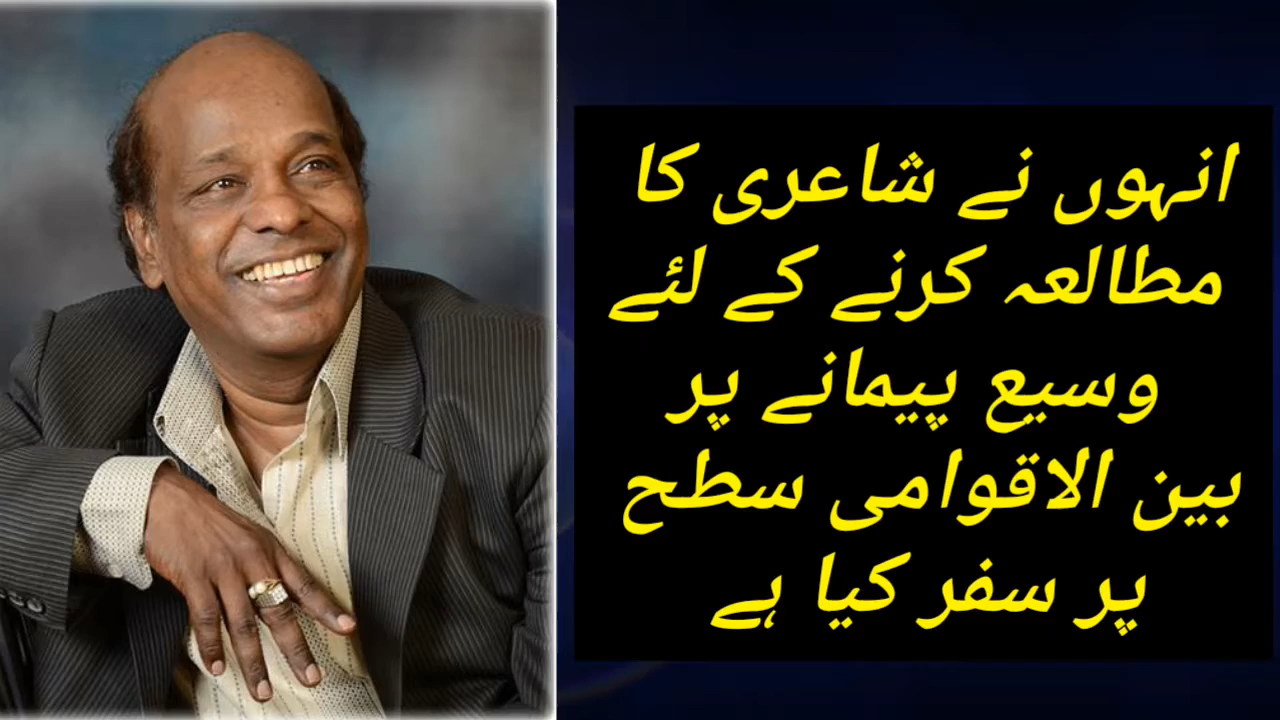 انہوں نے شاعری کا
مطالعہ کرنے کے لئے
وسیع پیمانے پر
بین الاقوامی سطح
پر سفر کیا ہے